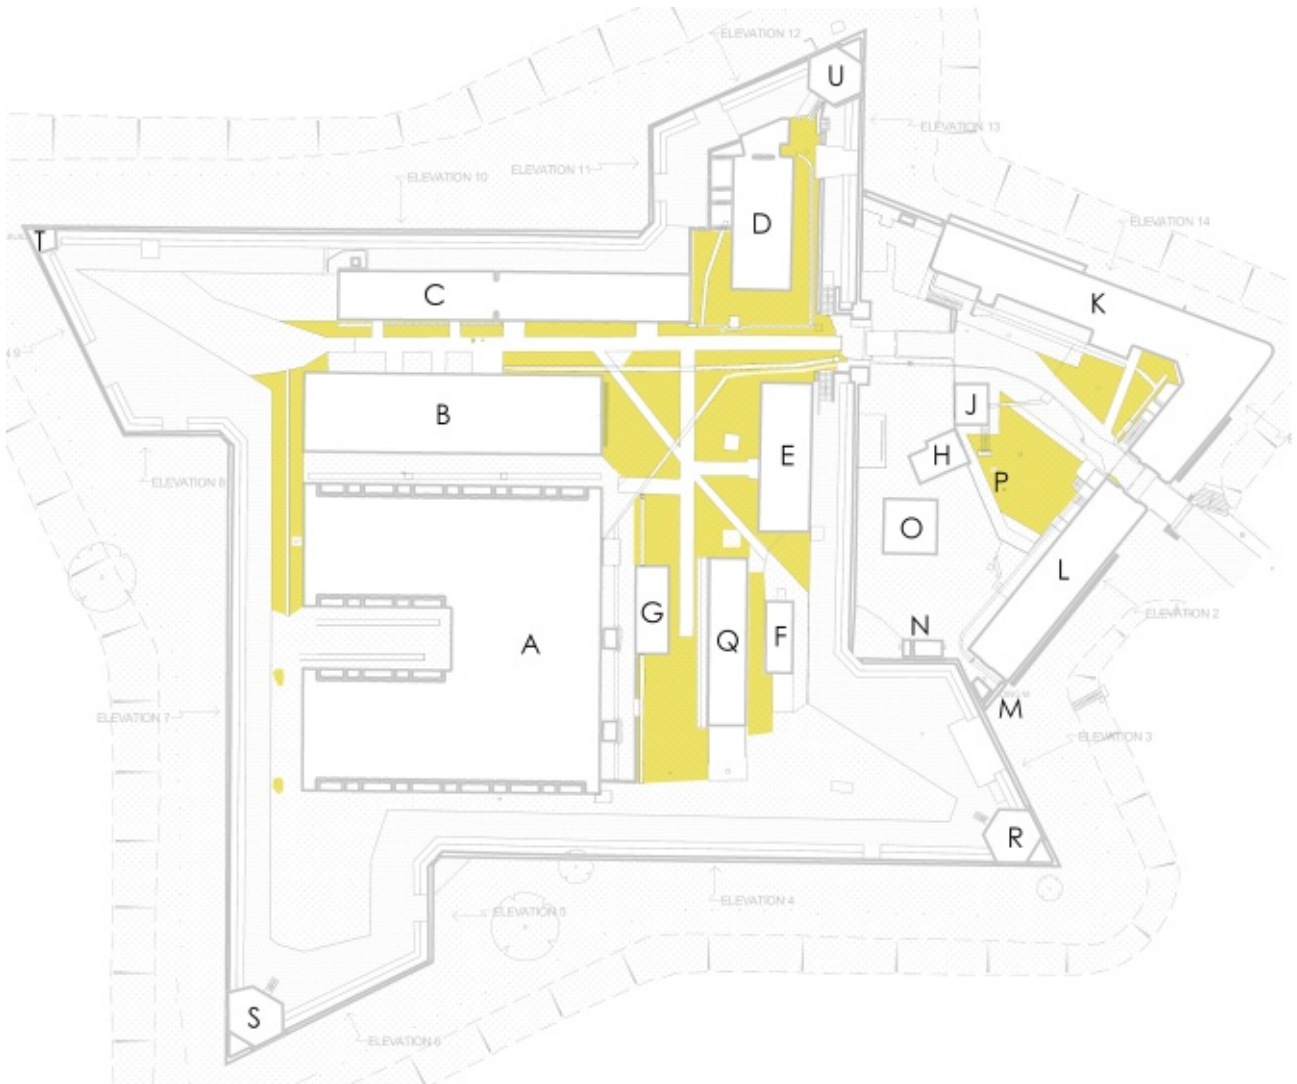 ELEVATION 12
U
ELEVATION 13
ELEVATION 11
ELEVATION 10
D
ELEVATION 14
T
C
K
B
J
E
H
P
ELEVATION 8
O
L
ELEVATION 2
G
Q
F
N
A
M
ELEVATION 7
ELEVATION 3
R
ELEVATION 4
ELEVATION 5
S
ELEVATION 6